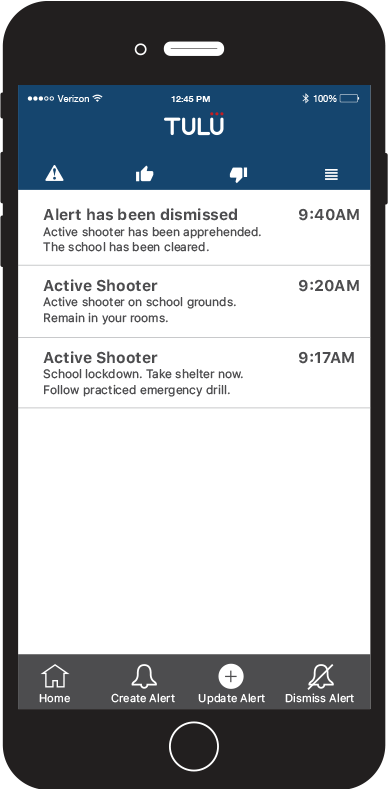 Verizon
12:45 PM
100%
TULU
Alert has been dismissed 9:40AM
Active shooter has been apprehended.
The school has been cleared.
Active Shooter 9:20AM
Active shooter on school grounds.
Remain in your rooms.
Active Shooter 9:17AM
School lockdown. Take shelter now.
Follow practiced emergency drill.
Home
Create Alert
Update Alert
Dismiss Alert